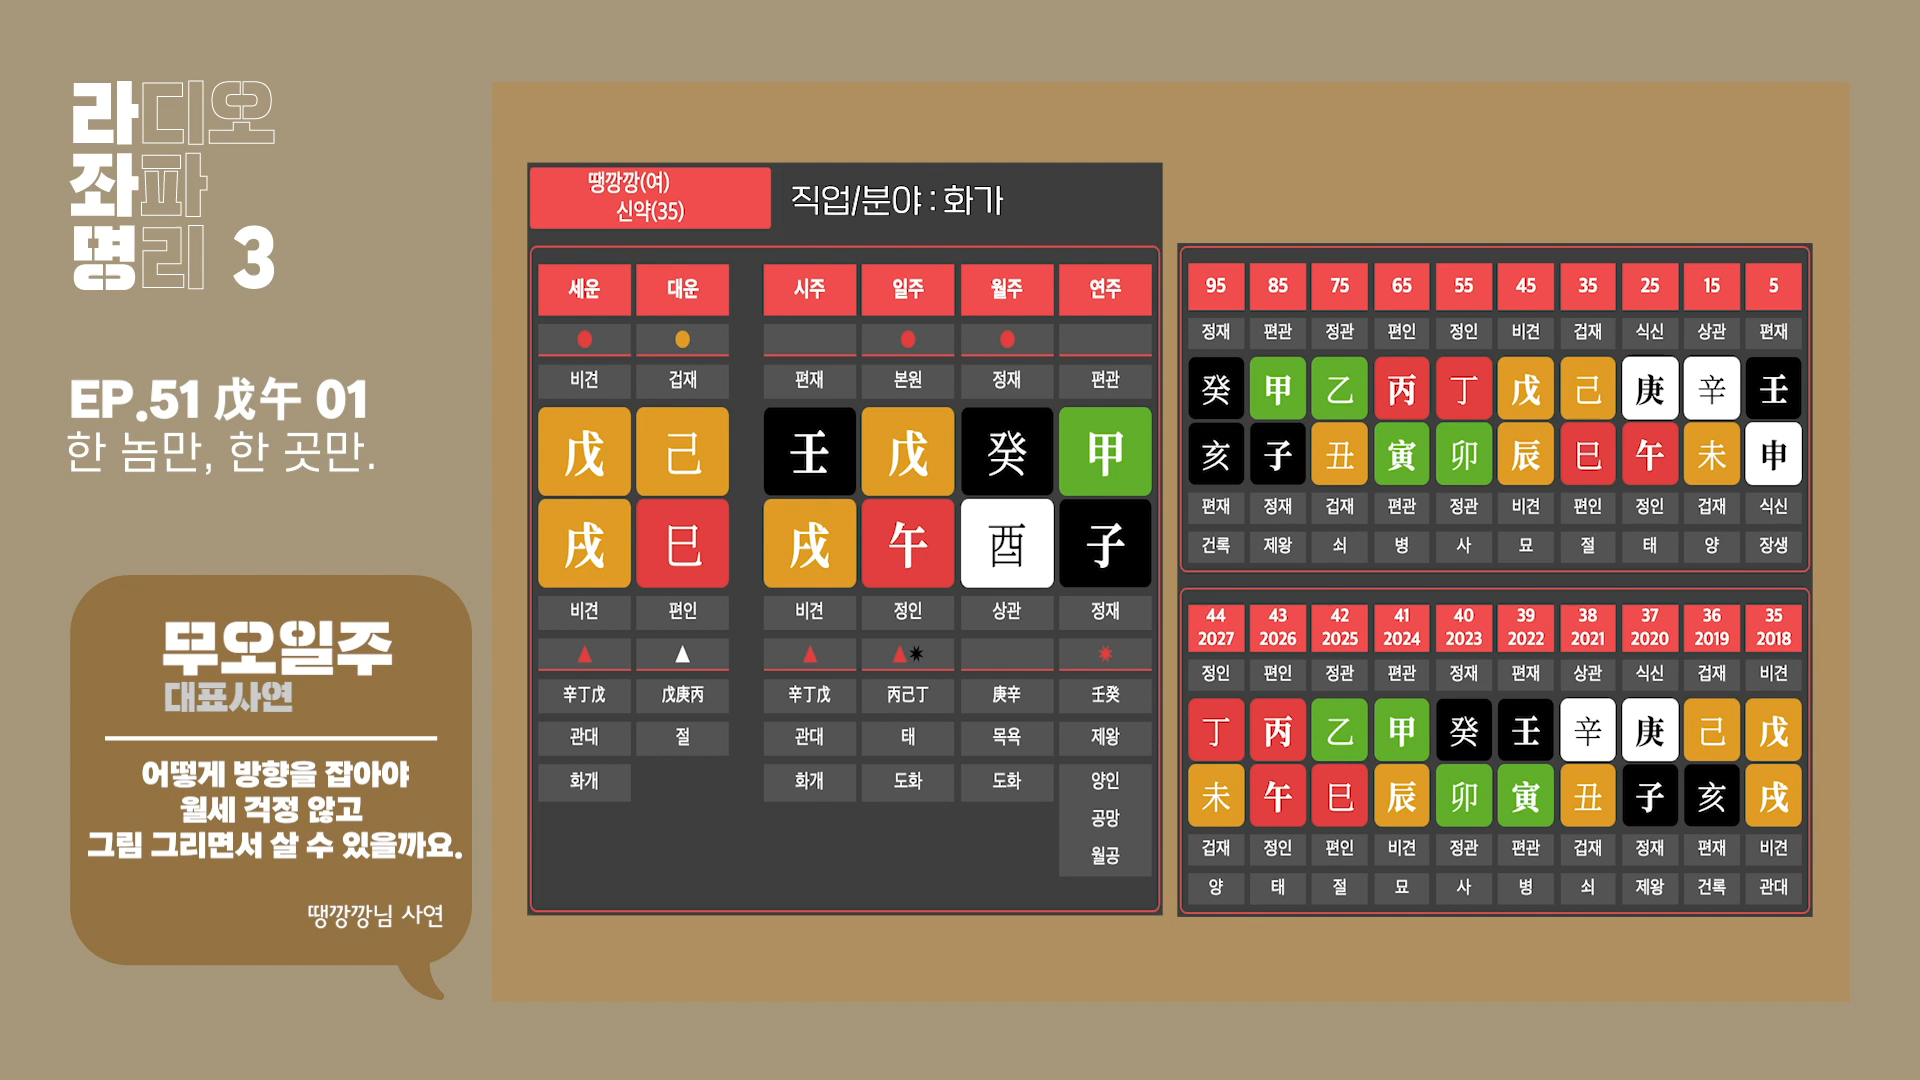 라디오
좌파
명리 3
EP.51 戊午 01
한 놈만, 한 곳만.
무오일주
대표사연
어떻게 방향을 잡아야
월세 걱정 않고
그림 그리면서 살 수 있을까요.
땡깡깡님 사연
땡깡깡(여)
신약(35)
직업/분야 : 화가
세운 대운 시주 일주 월주 연주
비견 겁재 편재 본원 정재 편관
戊 己 壬 戊 癸 甲
戌 巳 戌 午 酉 子
비견 편인 비견 정인 상관 정재
辛丁戊 戊庚丙 辛丁戊 丙己丁 庚辛 壬癸
관대 절 관대 태 목욕 제왕
화개 화개 도화 도화 양인
공망
월공
95 85 75 65 55 45 35 25 15 5
정재 편관 정관 편인 정인 비견 겁재 식신 상관 편재
癸 甲 乙 丙 丁 戊 己 庚 辛 壬
亥 子 丑 寅 卯 辰 巳 午 未 申
편재 정재 겁재 편관 정관 비견 편인 정인 겁재 식신
건록 제왕 쇠 병 사 묘 절 태 양 장생
44 43 42 41 40 39 38 37 36 35
2027 2026 2025 2024 2023 2022 2021 2020 2019 2018
정인 편인 정관 편관 정재 편재 상관 식신 겁재 비견
丁 丙 乙 甲 癸 壬 辛 庚 己 戊
未 午 巳 辰 卯 寅 丑 子 亥 戌
겁재 정인 편인 비견 정관 편관 겁재 정재 편재 비견
양 태 절 묘 사 병 쇠 제왕 건록 관대